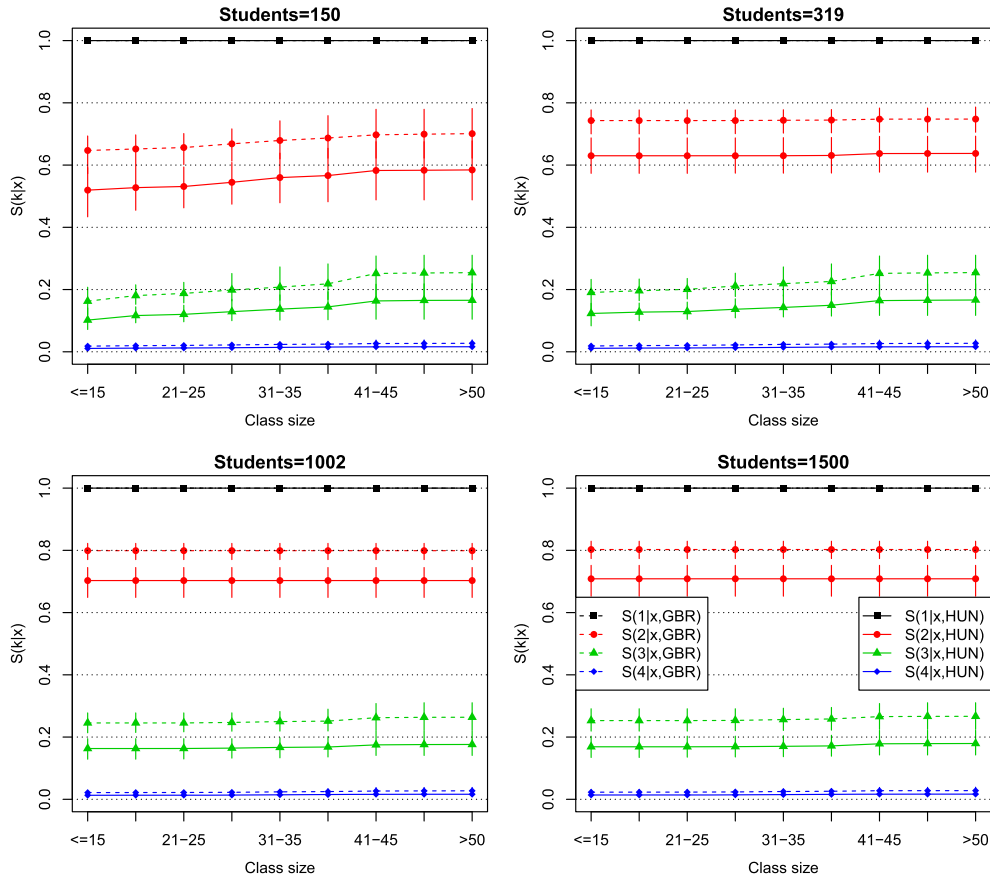 Students=150
1.0
0.8
0.6
0.4
0.2
0.0
S(k|x)
<=15 21−25 31−35 41−45 >50
Class size
Students=319
1.0
0.8
0.6
0.4
0.2
0.0
S(k|x)
<=15 21−25 31−35 41−45 >50
Class size
Students=1002
1.0
0.8
0.6
0.4
0.2
0.0
S(k|x)
<=15 21−25 31−35 41−45 >50
Class size
Students=1500
1.0
0.8
0.6
0.4
0.2
0.0
S(k|x)
S(1|x,GBR)
S(2|x,GBR)
S(3|x,GBR)
S(4|x,GBR)
S(1|x,HUN)
S(2|x,HUN)
S(3|x,HUN)
S(4|x,HUN)
<=15 21−25 31−35 41−45 >50
Class size